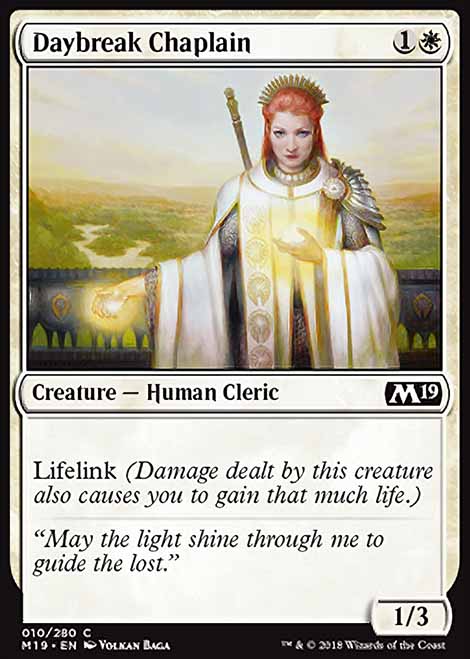 Daybreak Chaplain 1
Creature — Human Cleric M19
Lifelink (Damage dealt by this creature
also causes you to gain that much life.)
“May the light shine through me to
guide the lost.”
1/3
010/280 C
M19 • EN Volkan Baga
™ & © 2018 Wizards of the Coast